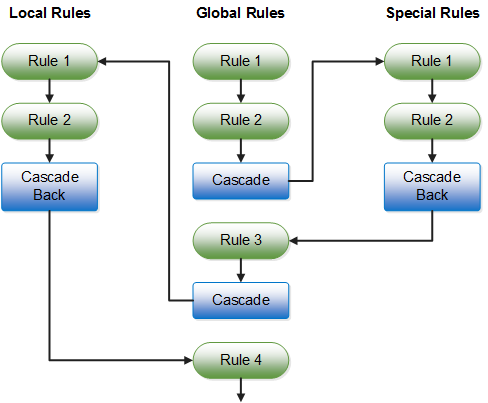 Local Rules
Global Rules
Special Rules
Rule 1
Rule 1
Rule 1
Rule 2
Rule 2
Rule 2
Cascade
Back
Cascade
Cascade
Back
Rule 3
Cascade
Rule 4